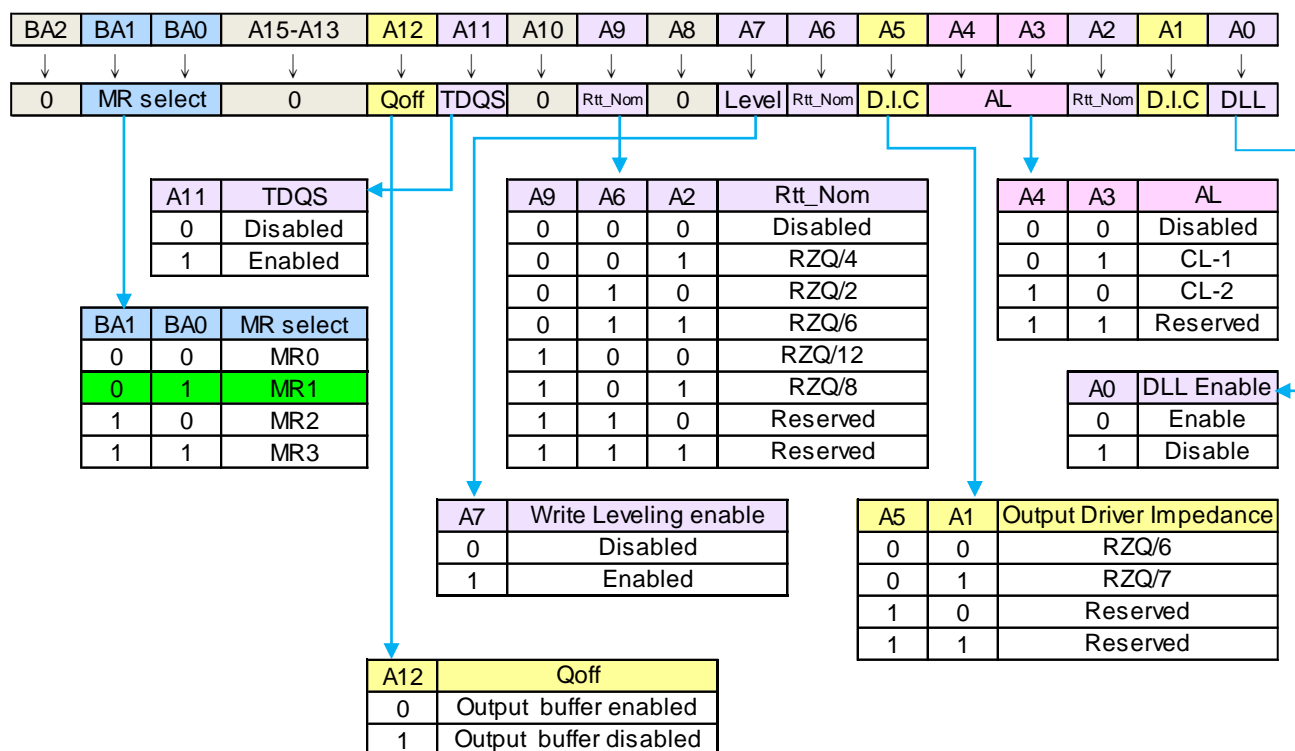 BA2 BA1 BA0 A15-A13 A12 A11 A10 A9 A8 A7 A6 A5 A4 A3 A2 A1 A0
0 MR select 0 Qoff TDQS 0 Rtt_Nom 0 Level Rtt_Nom D.I.C AL Rtt_Nom D.I.C DLL
A11 TDQS
0 Disabled
1 Enabled
A9 A6 A2 Rtt_Nom
0 0 0 Disabled
0 0 1 RZQ/4
0 1 0 RZQ/2
0 1 1 RZQ/6
1 0 0 RZQ/12
1 0 1 RZQ/8
1 1 0 Reserved
1 1 1 Reserved
A4 A3 AL
0 0 Disabled
0 1 CL-1
1 0 CL-2
1 1 Reserved
BA1 BA0 MR select
0 0 MR0
0 1 MR1
1 0 MR2
1 1 MR3
A0 DLL Enable
0 Enable
1 Disable
A7 Write Leveling enable
0 Disabled
1 Enabled
A5 A1 Output Driver Impedance
0 0 RZQ/6
0 1 RZQ/7
1 0 Reserved
1 1 Reserved
A12 Qoff
0 Output buffer enabled
1 Output buffer disabled